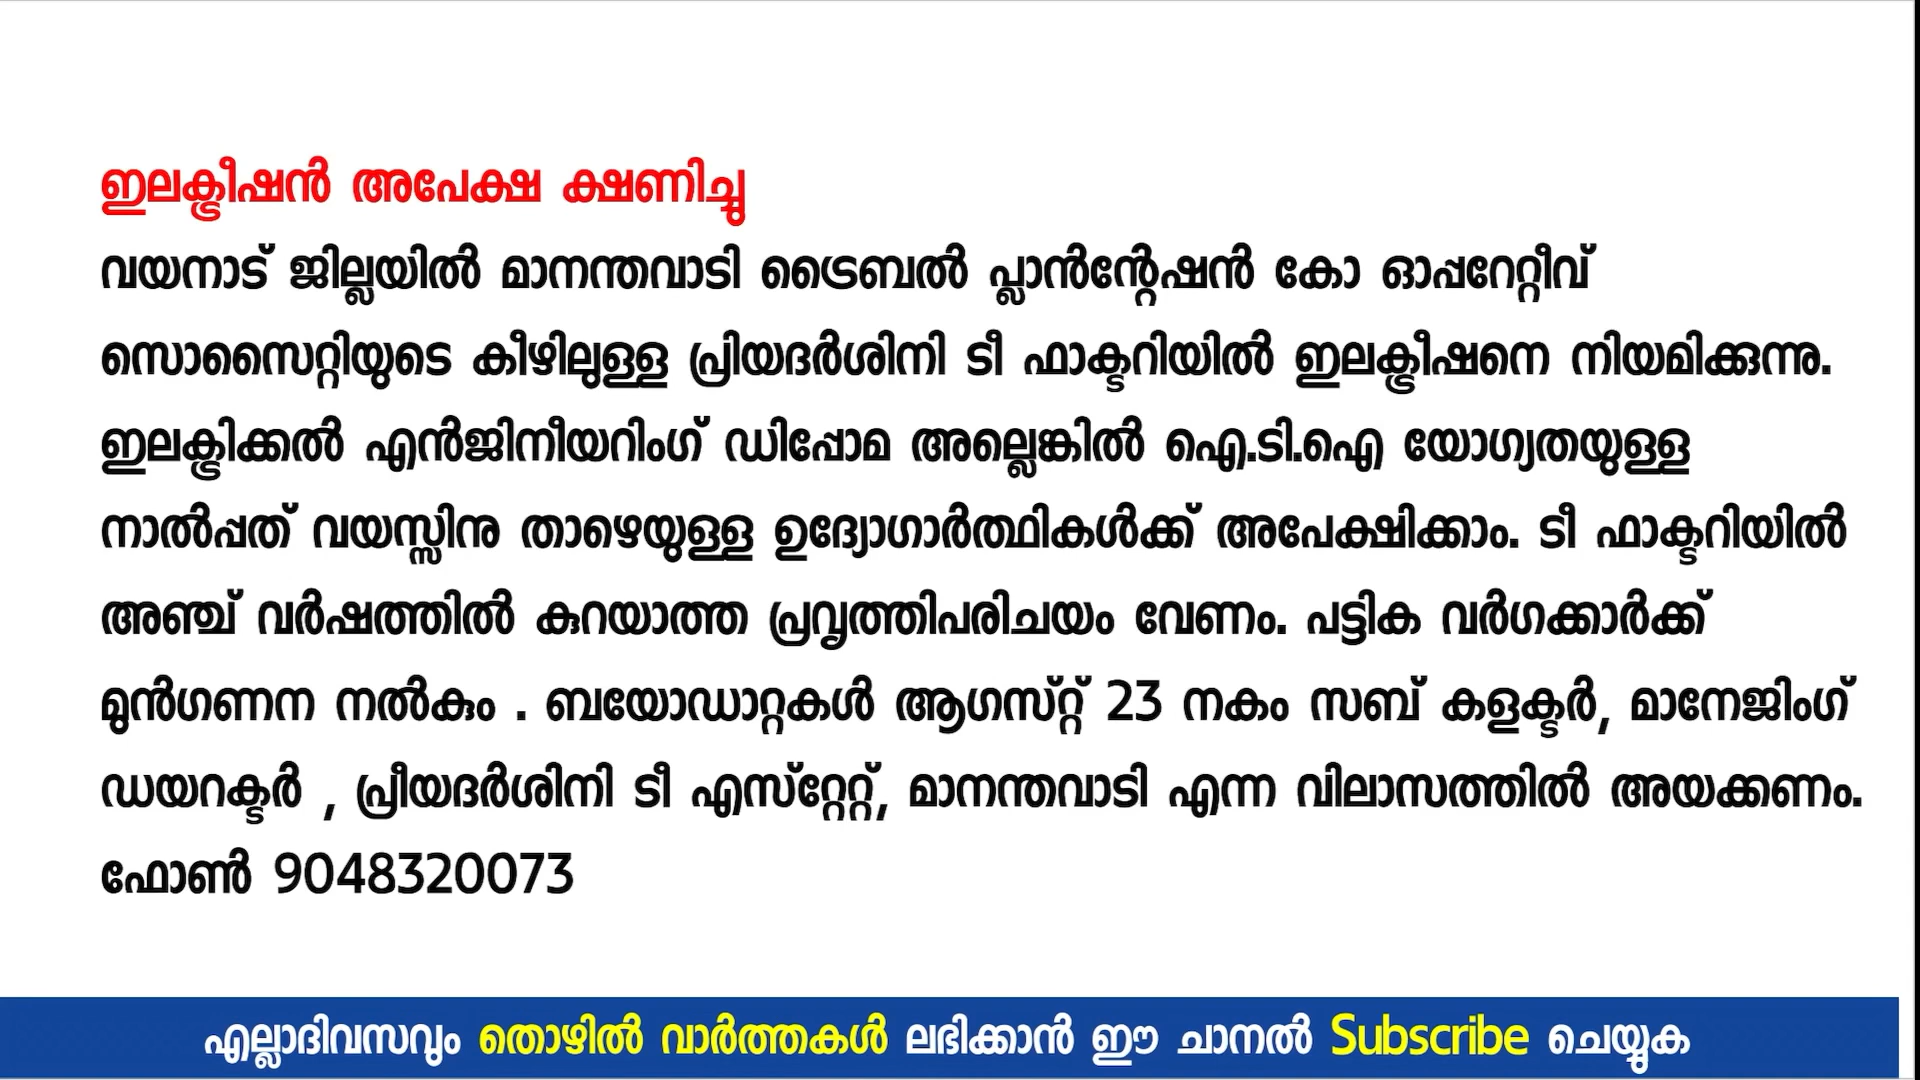 ഇലക്ട്രീഷൻ അപേക്ഷ ക്ഷണിച്ചു
വയനാട് ജില്ലയിൽ മാനന്തവാടി ട്രൈബൽ പ്ലാൻന്റേഷൻ കോ ഓപ്പറേറ്റീവ്
സൊസൈറ്റിയുടെ കീഴിലുള്ള പ്രിയദർശിനി ടീ ഫാക്ടറിയിൽ ഇലക്ട്രീഷനെ നിയമിക്കുന്നു.
ഇലക്ട്രിക്കൽ എൻജിനീയറിംഗ് ഡിപ്പോമ അല്ലെങ്കിൽ ഐ.ടി.ഐ യോഗ്യതയുള്ള
നാൽപ്പത് വയസ്സിനു താഴെയുള്ള ഉദ്യോഗാർത്ഥികൾക്ക് അപേക്ഷിക്കാം. ടീ ഫാക്ടറിയിൽ
അഞ്ച് വർഷത്തിൽ കുറയാത്ത പ്രവൃത്തിപരിചയം വേണം. പട്ടിക വർഗക്കാർക്ക്
മുൻഗണന നൽകും . ബയോഡാറ്റകൾ ആഗസ്റ്റ് 23 നകം സബ് കളക്ടർ, മാനേജിംഗ്
ഡയറക്ടർ , പ്രീയദർശിനി ടീ എസ്റ്റേറ്റ്, മാനന്തവാടി എന്ന വിലാസത്തിൽ അയക്കണം.
ഫോൺ 9048320073
എല്ലാദിവസവും തൊഴിൽ വാർത്തകൾ ലഭിക്കാൻ ഈ ചാനൽ Subscribe ചെയ്യുക